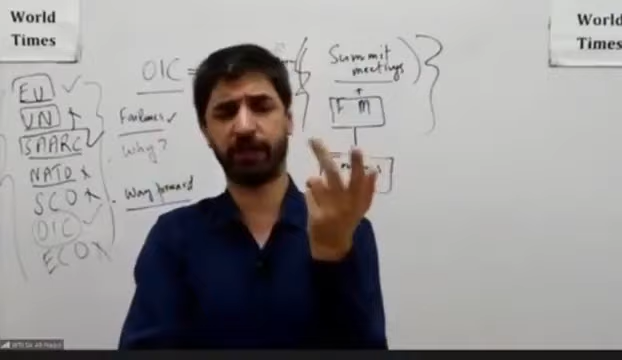 World
Times
World
Times
EU ✓
UN x
SAARC
NATO x
SCO x
OIC ✓
ECO x
OIC =
Failures ✓
Why?
Way forward
Summit
meetings
F M